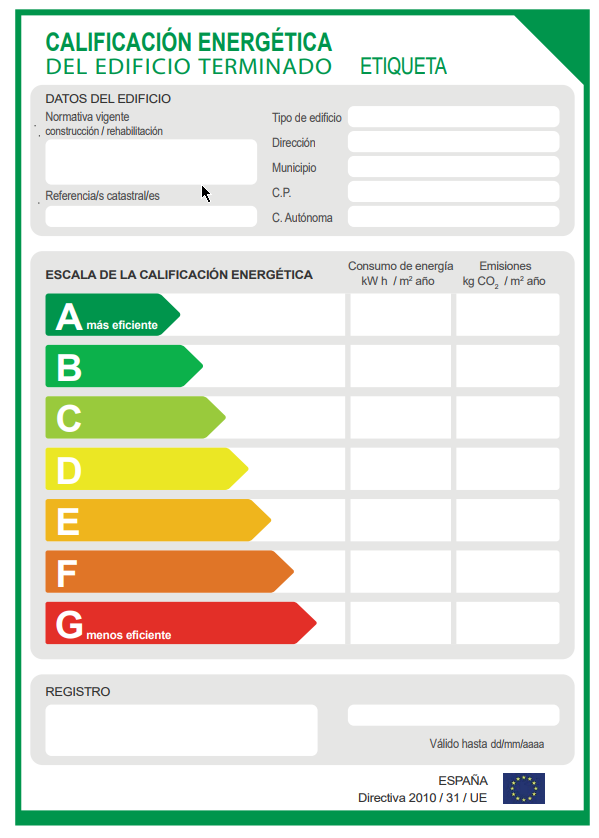 CALIFICACIÓN ENERGÉTICA
DEL EDIFICIO TERMINADO ETIQUETA
DATOS DEL EDIFICIO
Normativa vigente
construcción / rehabilitación
Referencia/s catastral/es
Tipo de edificio
Dirección
Municipio
C.P.
C. Autónoma
ESCALA DE LA CALIFICACIÓN ENERGÉTICA
Consumo de energía
kW h / m² año
Emisiones
kg CO₂ / m² año
A más eficiente
B
C
D
E
F
G menos eficiente
REGISTRO
Válido hasta dd/mm/aaaa
ESPAÑA
Directiva 2010 / 31 / UE